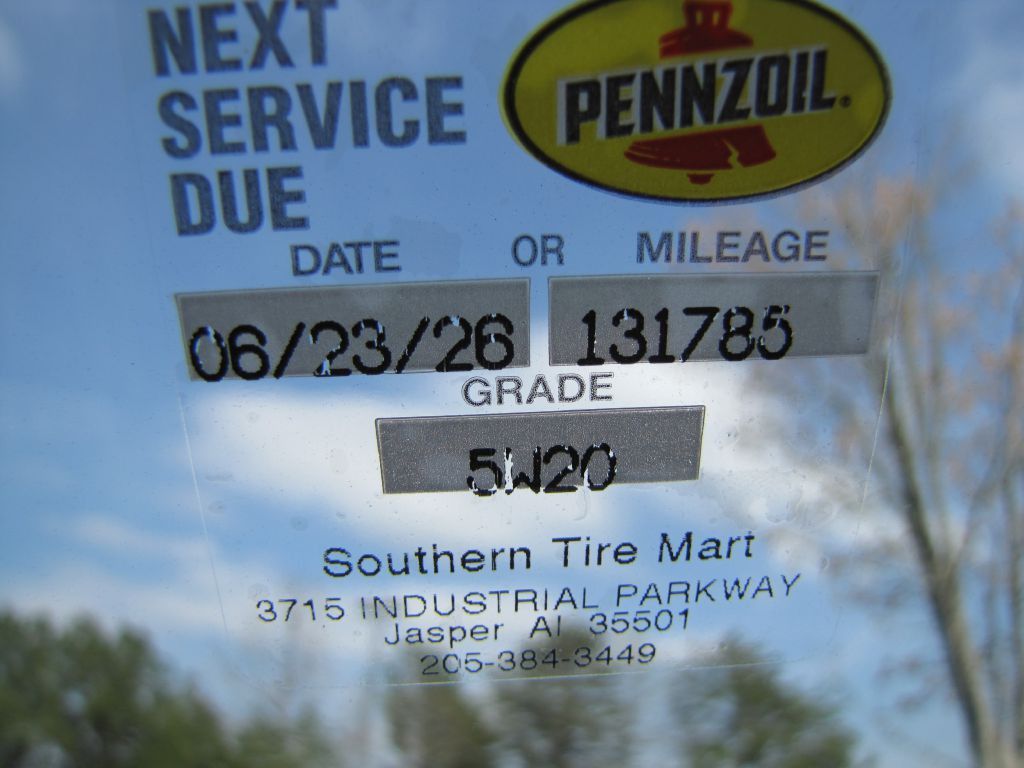 NEXT
SERVICE
DUE
PENNZOIL®
DATE OR MILEAGE
06/23/26 131785
GRADE
5W20
Southern Tire Mart
3715 INDUSTRIAL PARKWAY
Jasper Al 35501
205-384-3449